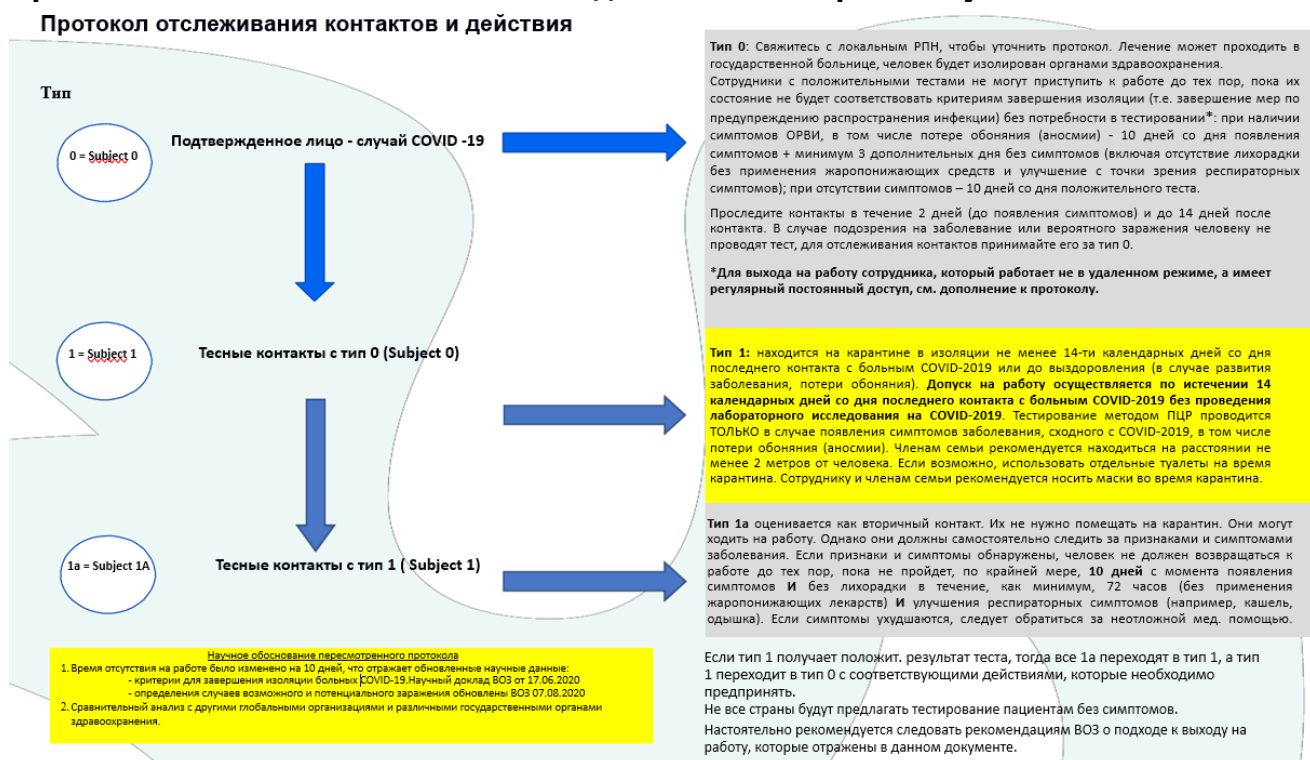 Протокол отслеживания контактов и действия
Тип
0 = Subject 0
Подтвержденное лицо - случай COVID -19
1 = Subject 1
Тесные контакты с тип 0 (Subject 0)
1a = Subject 1A
Тесные контакты с тип 1 ( Subject 1)
Научное обоснование пересмотренного протокола
1. Время отсутствия на работе было изменено на 10 дней, что отражает обновленные научные данные:
- критерии для завершения изоляции больных COVID-19.Научный доклад ВОЗ от 17.06.2020
- определения случаев возможного и потенциального заражения обновлены ВОЗ 07.08.2020
2. Сравнительный анализ с другими глобальными организациями и различными государственными органами
здравоохранения.
Тип 0: Свяжитесь с локальным РПН, чтобы уточнить протокол. Лечение может проходить в
государственной больнице, человек будет изолирован органами здравоохранения.
Сотрудники с положительными тестами не могут приступить к работе до тех пор, пока их
состояние не будет соответствовать критериям завершения изоляции (т.е. завершение мер по
предупреждению распространения инфекции) без потребности в тестировании*: при наличии
симптомов ОРВИ, в том числе потере обоняния (аносмии) - 10 дней со дня появления
симптомов + минимум 3 дополнительных дня без симптомов (включая отсутствие лихорадки
без применения жаропонижающих средств и улучшение с точки зрения респираторных
симптомов); при отсутствии симптомов – 10 дней со дня положительного теста.
Проследите контакты в течение 2 дней (до появления симптомов) и до 14 дней после
контакта. В случае подозрения на заболевание или вероятного заражения человеку не
проводят тест, для отслеживания контактов принимайте его за тип 0.
*Для выхода на работу сотрудника, который работает не в удаленном режиме, а имеет
регулярный постоянный доступ, см. дополнение к протоколу.
Тип 1: находится на карантине в изоляции не менее 14-ти календарных дней со дня
последнего контакта с больным COVID-2019 или до выздоровления (в случае развития
заболевания, потери обоняния). Допуск на работу осуществляется по истечении 14
календарных дней со дня последнего контакта с больным COVID-2019 без проведения
лабораторного исследования на COVID-2019. Тестирование методом ПЦР проводится
ТОЛЬКО в случае появления симптомов заболевания, сходного с COVID-2019, в том числе
потери обоняния (аносмии). Членам семьи рекомендуется находиться на расстоянии не
менее 2 метров от человека. Если возможно, использовать отдельные туалеты на время
карантина. Сотруднику и членам семьи рекомендуется носить маски во время карантина.
Тип 1а оценивается как вторичный контакт. Их не нужно помещать на карантин. Они могут
ходить на работу. Однако они должны самостоятельно следить за признаками и симптомами
заболевания. Если признаки и симптомы обнаружены, человек не должен возвращаться к
работе до тех пор, пока не пройдет, по крайней мере, 10 дней с момента появления
симптомов И без лихорадки в течение, как минимум, 72 часов (без применения
жаропонижающих лекарств) И улучшения респираторных симптомов (например, кашель,
одышка). Если симптомы ухудшаются, следует обратиться за неотложной мед. помощью.
Если тип 1 получает положит. результат теста, тогда все 1а переходят в тип 1, а тип
1 переходит в тип 0 с соответствующими действиями, которые необходимо
предпринять.
Не все страны будут предлагать тестирование пациентам без симптомов.
Настоятельно рекомендуется следовать рекомендациям ВОЗ о подходе к выходу на
работу, которые отражены в данном документе.